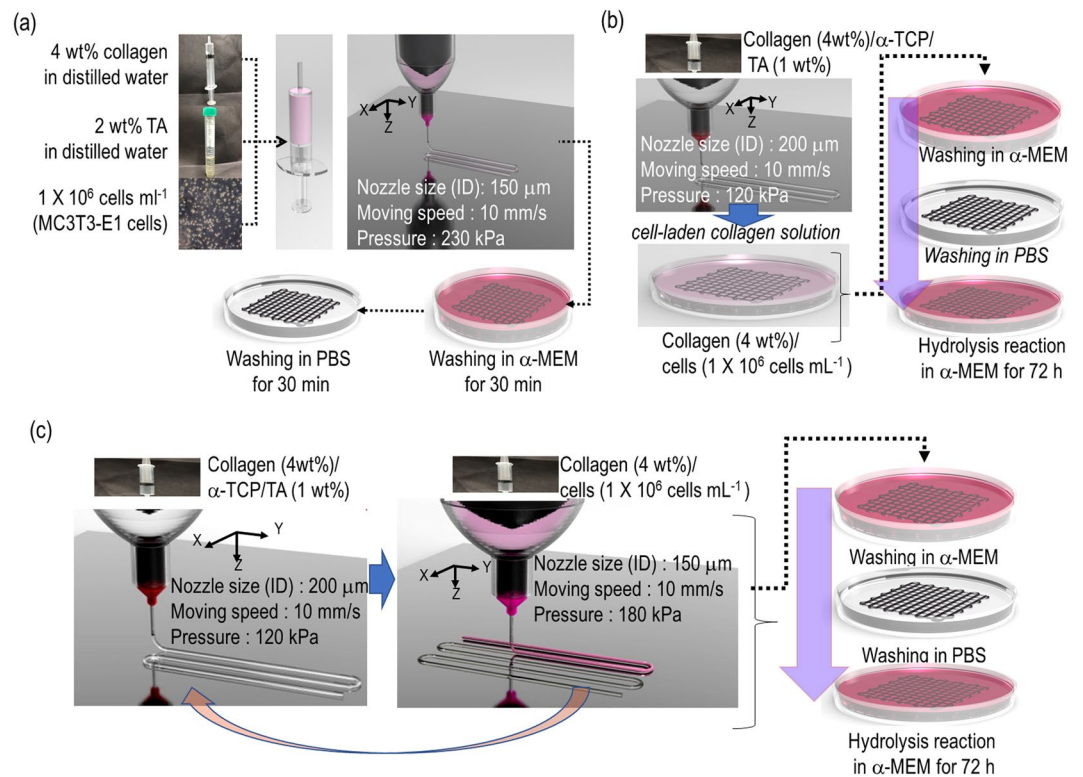 (a)
4 wt% collagen
in distilled water
2 wt% TA
in distilled water
1 X 10⁶ cells ml⁻¹
(MC3T3-E1 cells)
X
Y
Z
Nozzle size (ID): 150 μm
Moving speed : 10 mm/s
Pressure : 230 kPa
Washing in PBS
for 30 min
Washing in α-MEM
for 30 min
(b)
Collagen (4wt%)/α-TCP/
TA (1 wt%)
X
Y
Z
Nozzle size (ID) : 200 μm
Moving speed : 10 mm/s
Pressure : 120 kPa
cell-laden collagen solution
Collagen (4 wt%)/
cells (1 X 10⁶ cells mL⁻¹)
Washing in α-MEM
Washing in PBS
Hydrolysis reaction
in α-MEM for 72 h
(c)
Collagen (4wt%)/
α-TCP/TA (1 wt%)
X
Y
Z
Nozzle size (ID) : 200 μm
Moving speed : 10 mm/s
Pressure : 120 kPa
Collagen (4 wt%)/
cells (1 X 10⁶ cells mL⁻¹)
X
Y
Z
Nozzle size (ID) : 150 μm
Moving speed : 10 mm/s
Pressure : 180 kPa
Washing in α-MEM
Washing in PBS
Hydrolysis reaction
in α-MEM for 72 h